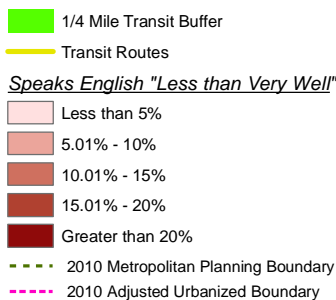 1/4 Mile Transit Buffer
Transit Routes
Speaks English "Less than Very Well"
Less than 5%
5.01% - 10%
10.01% - 15%
15.01% - 20%
Greater than 20%
2010 Metropolitan Planning Boundary
2010 Adjusted Urbanized Boundary